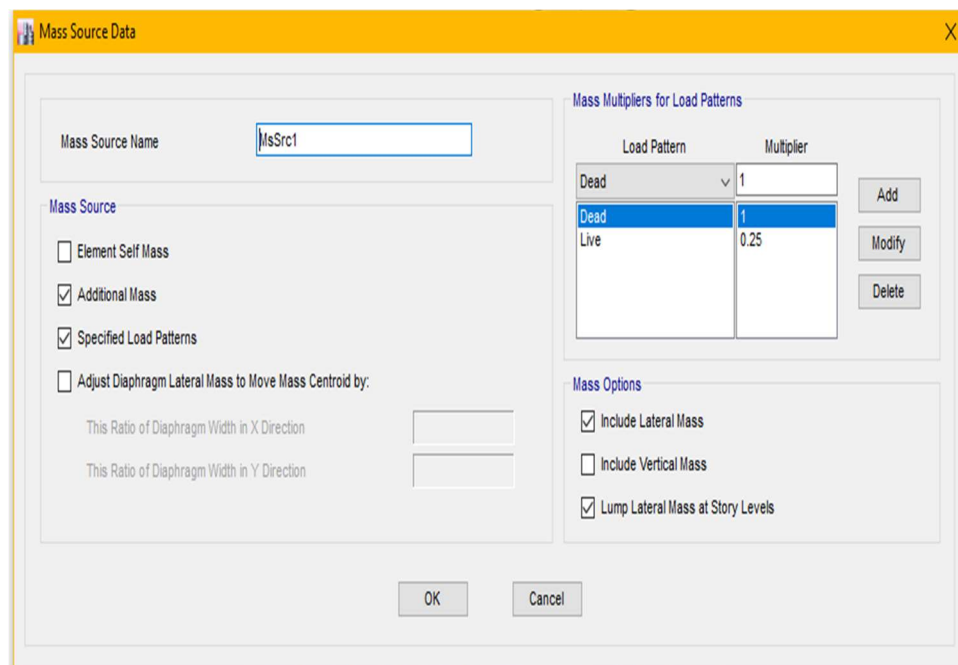 Mass Source Data
X
Mass Source Name
MsSrc1
Mass Source
Element Self Mass
Additional Mass
Specified Load Patterns
Adjust Diaphragm Lateral Mass to Move Mass Centroid by:
This Ratio of Diaphragm Width in X Direction
This Ratio of Diaphragm Width in Y Direction
Mass Multipliers for Load Patterns
Load Pattern Multiplier
Dead 1
Dead 1
Live 0.25
Add
Modify
Delete
Mass Options
Include Lateral Mass
Include Vertical Mass
Lump Lateral Mass at Story Levels
OK Cancel